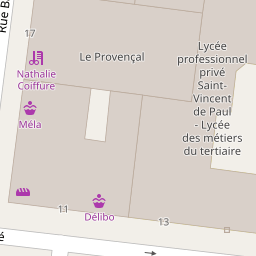 Rue B
17
Le Provençal
Nathalie
Coiffure
Lycée
professionnel
privé
Saint-
Vincent
de Paul
- Lycée
des métiers
du tertiaire
Méla
11
Délibo
13
é